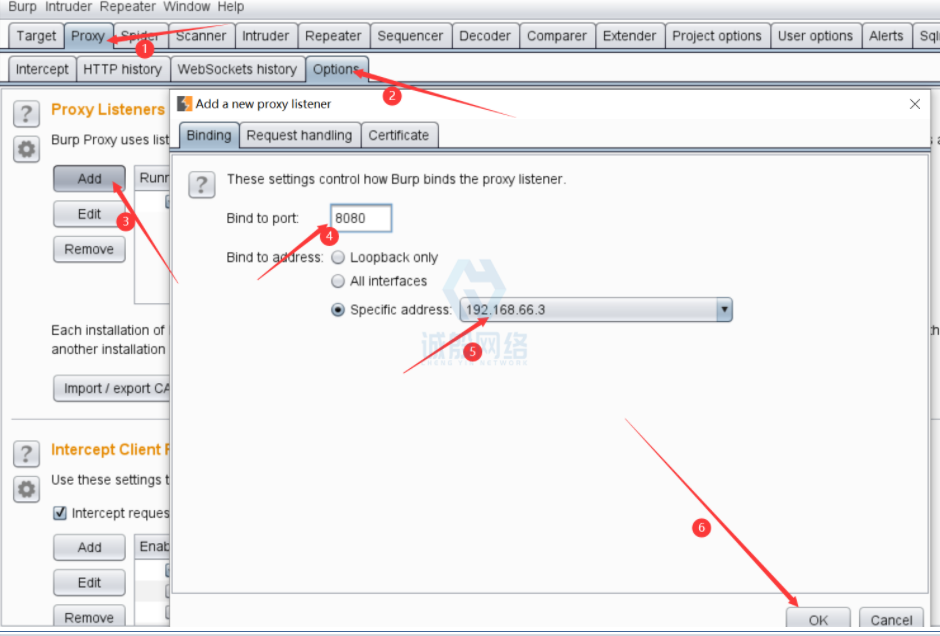 Burp Intruder Repeater Window Help
Target Proxy Spider Scanner Intruder Repeater Sequencer Decoder Comparer Extender Project options User options Alerts Sql
1
Intercept HTTP history WebSockets history Options
2
Add a new proxy listener
? Proxy Listeners
Binding Request handling Certificate
Burp Proxy uses list
Add Runn
? These settings control how Burp binds the proxy listener.
Edit 3
Bind to port: 8080
4
Remove
Bind to address: Loopback only
All interfaces
Specific address: 192.168.66.3
Each installation of
another installation
诚殷网络
5
Import / export CA
? Intercept Client R
Use these settings t
Intercept reques
6
Add Enab
Edit
Remove
OK Cancel